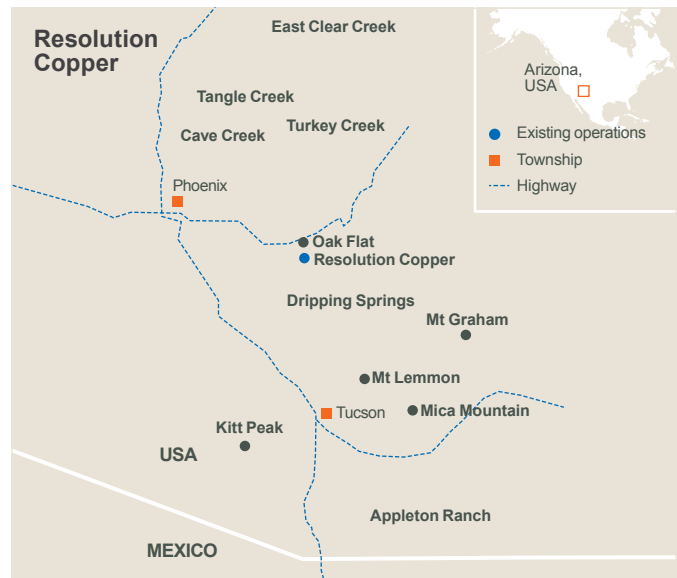 Resolution
Copper
East Clear Creek
Arizona,
USA
Tangle Creek
Turkey Creek
Cave Creek
Existing operations
Township
Highway
Phoenix
Oak Flat
Resolution Copper
Dripping Springs
Mt Graham
Mt Lemmon
Tucson
Mica Mountain
Kitt Peak
USA
Appleton Ranch
MEXICO